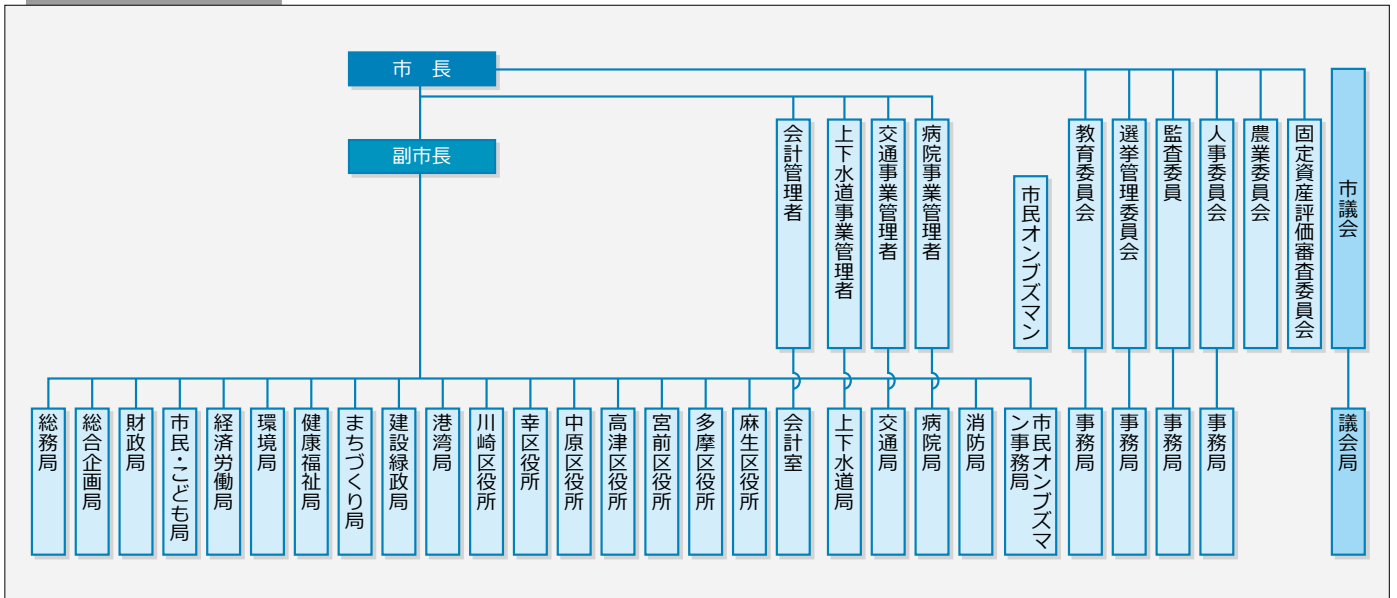 市 長
副市長
会計管理者
上下水道事業管理者
交通事業管理者
病院事業管理者
市民オンブズマン
教育委員会
選挙管理委員会
監査委員
人事委員会
農業委員会
固定資産評価審査委員会
市議会
総務局
総合企画局
財政局
市民・こども局
経済労働局
環境局
健康福祉局
まちづくり局
建設緑政局
港湾局
川崎区役所
幸区役所
中原区役所
高津区役所
宮前区役所
多摩区役所
麻生区役所
会計室
上下水道局
交通局
病院局
消防局
市民オンブズマ
ン事務局
事務局
事務局
事務局
事務局
議会局